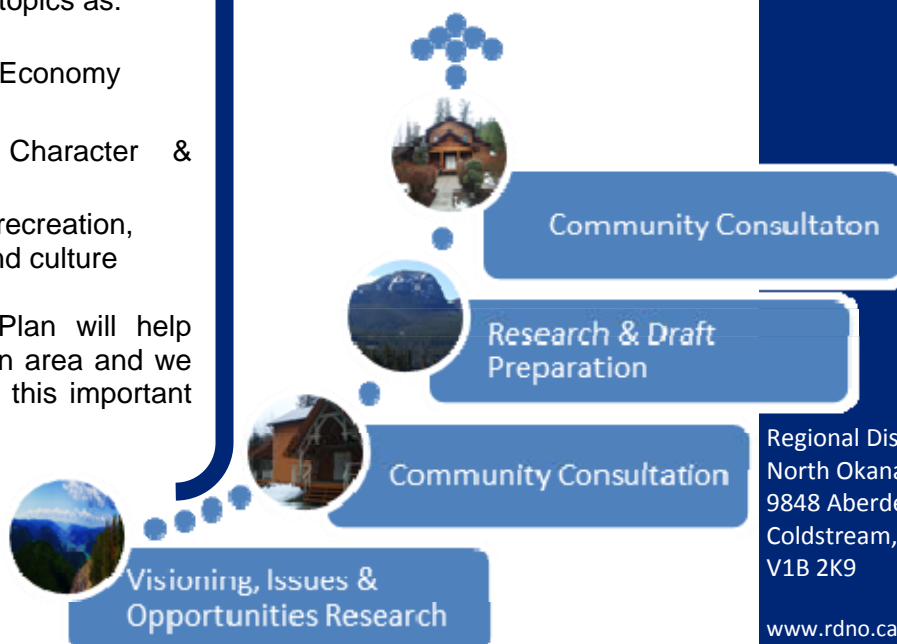 topics as:
Economy
Character &
recreation,
nd culture
Plan will help
n area and we
this important
Community Consultaton
Research & Draft
Preparation
Community Consultation
Visioning, Issues &
Opportunities Research
Regional Dis
North Okana
9848 Aberde
Coldstream,
V1B 2K9
www.rdno.ca